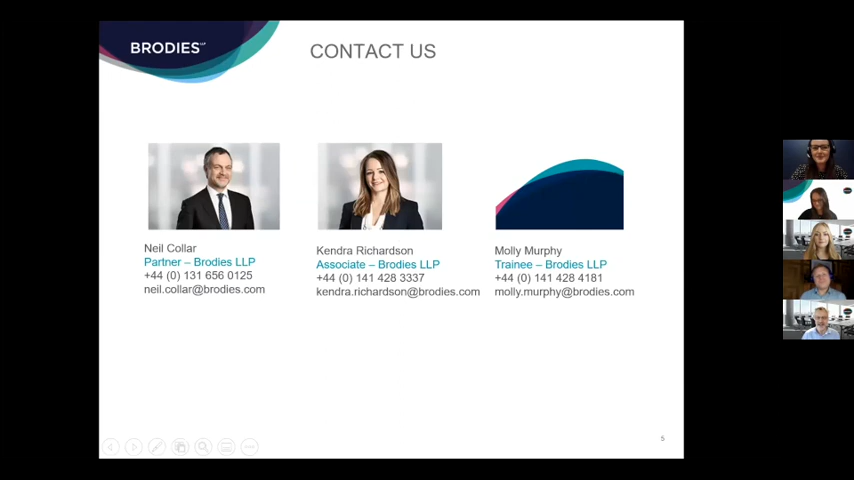 BRODIES LLP
CONTACT US
Neil Collar
Partner – Brodies LLP
+44 (0) 131 656 0125
neil.collar@brodies.com
Kendra Richardson
Associate – Brodies LLP
+44 (0) 141 428 3337
kendra.richardson@brodies.com
Molly Murphy
Trainee – Brodies LLP
+44 (0) 141 428 4181
molly.murphy@brodies.com
5